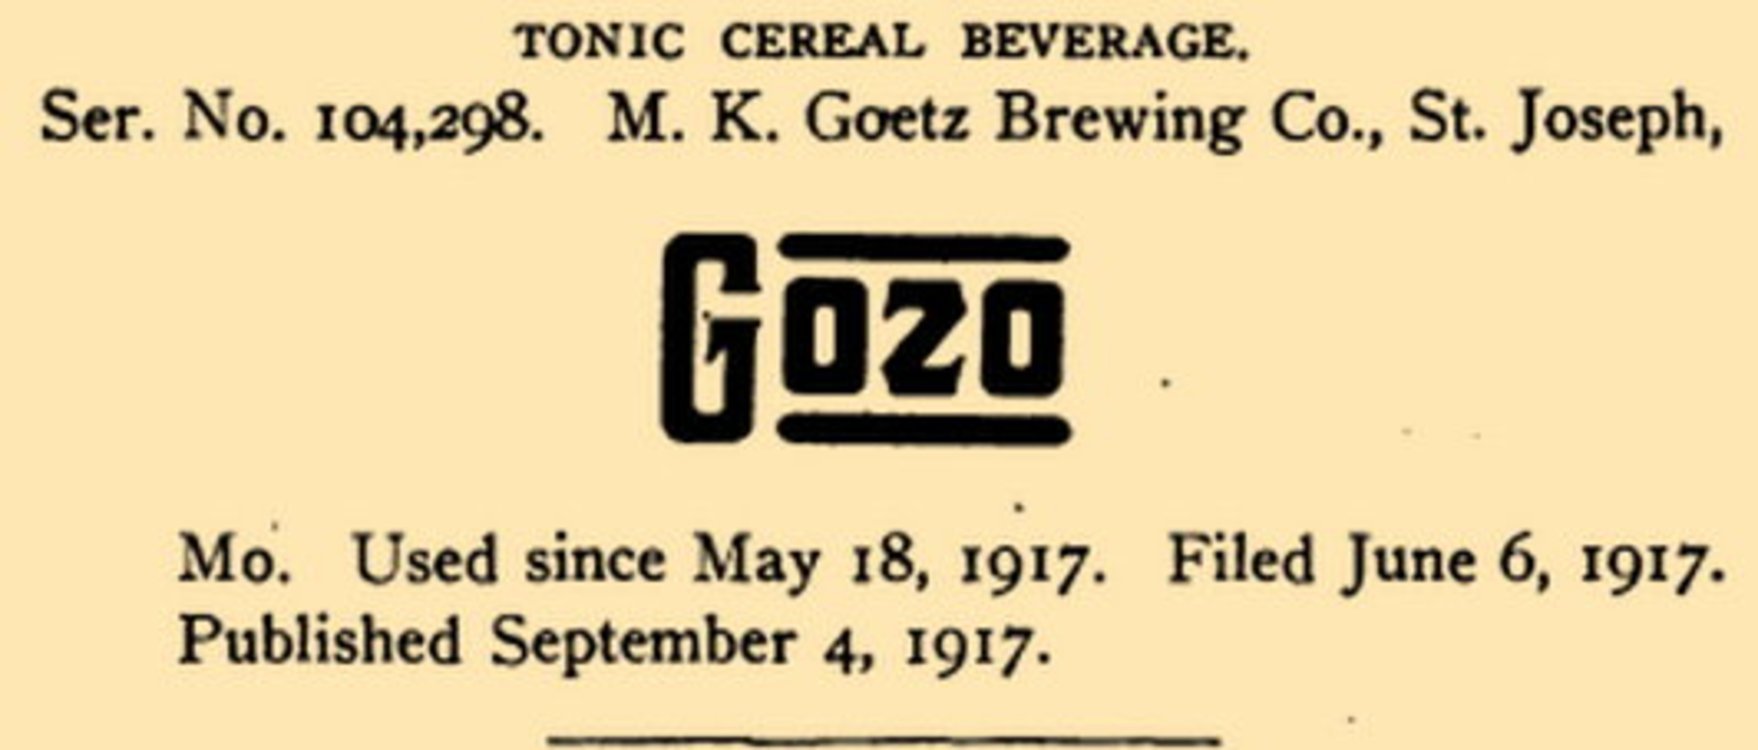 TONIC CEREAL BEVERAGE.
Ser. No. 104,298. M. K. Goetz Brewing Co., St. Joseph,
Gozo
Mo. Used since May 18, 1917. Filed June 6, 1917.
Published September 4, 1917.